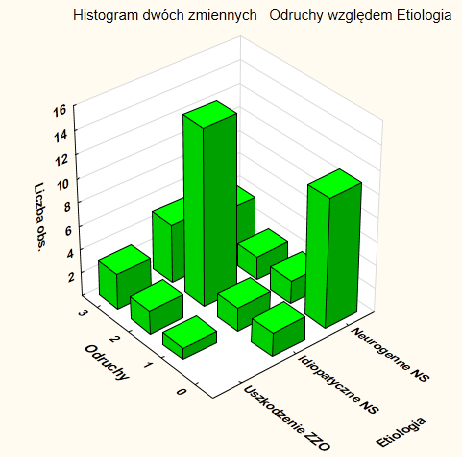 Histogram dwóch zmiennych   Odruchy względem Etiologia
16
14
12
10
8
6
4
2
Liczba obs.
3
2
1
0
Odruchy
Neurogenne NS
Idiopatyczne NS
Uszkodzenie ZZO
Etiologia